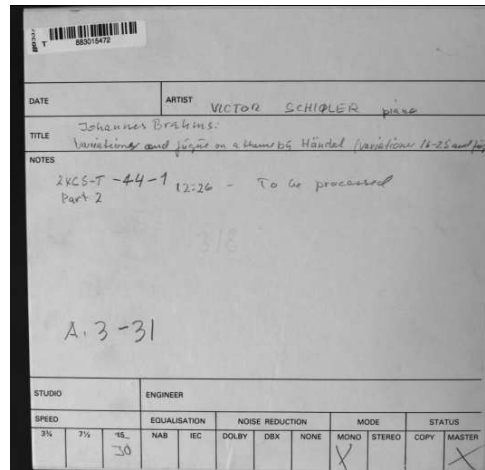 T 883015472
DATE ARTIST VICTOR SCHIØLER piano
TITLE Johannes Brahms:
Variations and fugue on a theme by Händel (variations 16-25 and fug
NOTES
2KCS-T-44-1 12:26 - To be processed
Part 2
A.3-31
STUDIO ENGINEER
SPEED EQUALISATION NOISE REDUCTION MODE STATUS
3¾ 7½ 15 NAB IEC DOLBY DBX NONE MONO STEREO COPY MASTER
30 X X